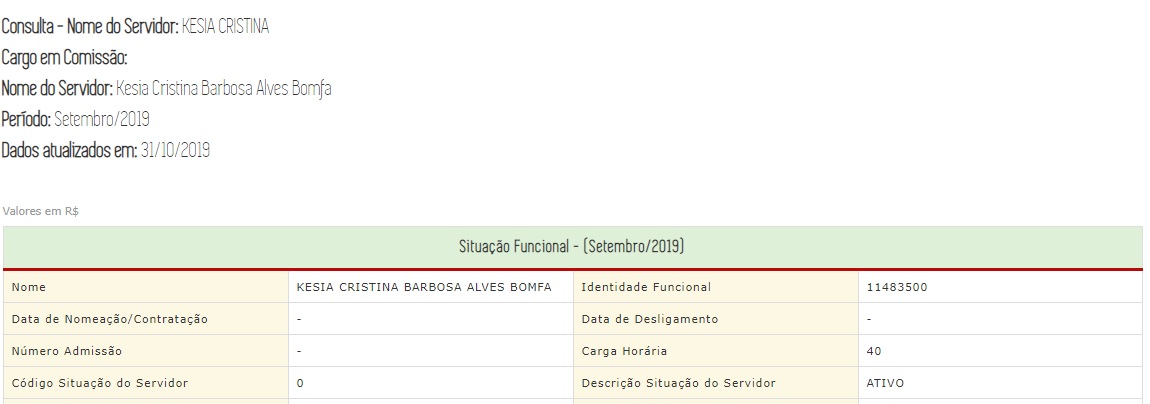 Consulta - Nome do Servidor: KESIA CRISTINA
Cargo em Comissão:
Nome do Servidor: Kesia Cristina Barbosa Alves Bomfa
Período: Setembro/2019
Dados atualizados em: 31/10/2019
Valores em R$
Situação Funcional - (Setembro/2019)
Nome KESIA CRISTINA BARBOSA ALVES BOMFA Identidade Funcional 11483500
Data de Nomeação/Contratação - Data de Desligamento -
Número Admissão - Carga Horária 40
Código Situação do Servidor 0 Descrição Situação do Servidor ATIVO